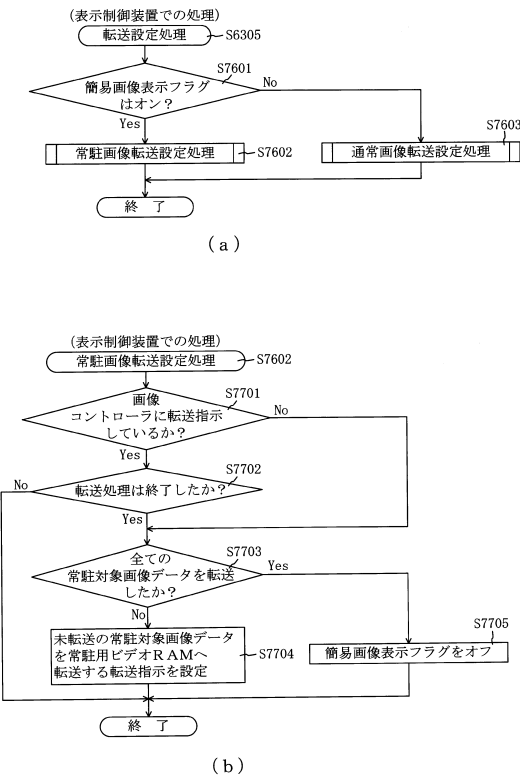 (表示制御装置での処理)
転送設定処理
S6305
S7601
簡易画像表示フラグ
はオン?
No
Yes
S7603
常駐画像転送設定処理
S7602
通常画像転送設定処理
終 了
(a)
(表示制御装置での処理)
常駐画像転送設定処理
S7602
S7701
画像
コントローラに転送指示
しているか?
No
Yes
S7702
No
転送処理は終了したか?
Yes
S7703
全ての
常駐対象画像データを転送
したか?
Yes
No
S7705
未転送の常駐対象画像データ
を常駐用ビデオRAMへ
転送する転送指示を設定
S7704
簡易画像表示フラグをオフ
終 了
(b)